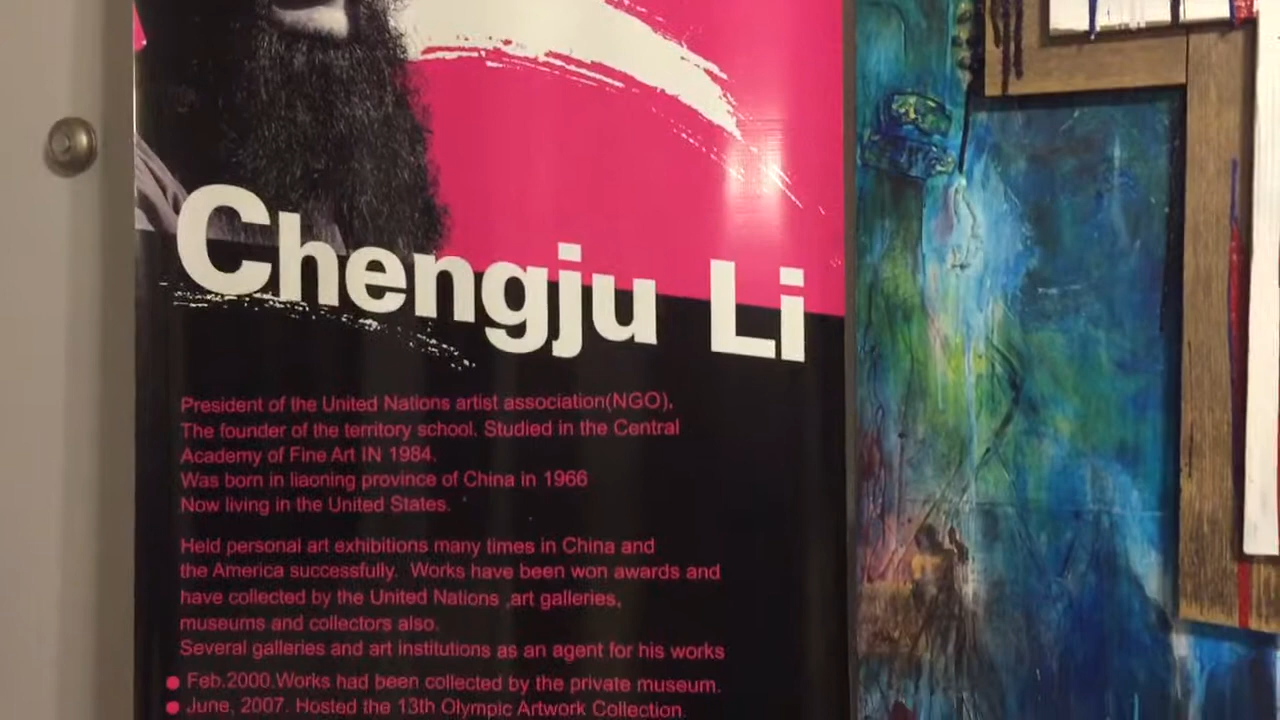 Chengju Li
President of the United Nations artist association(NGO),
The founder of the territory school, Studied in the Central
Academy of Fine Art IN 1984.
Was born in liaoning province of China in 1966
Now living in the United States.
Held personal art exhibitions many times in China and
the America successfully. Works have been won awards and
have collected by the United Nations ,art galleries,
museums and collectors also.
Several galleries and art institutions as an agent for his works
● Feb.2000.Works had been collected by the private museum.
● June, 2007. Hosted the 13th Olympic Artwork Collection.